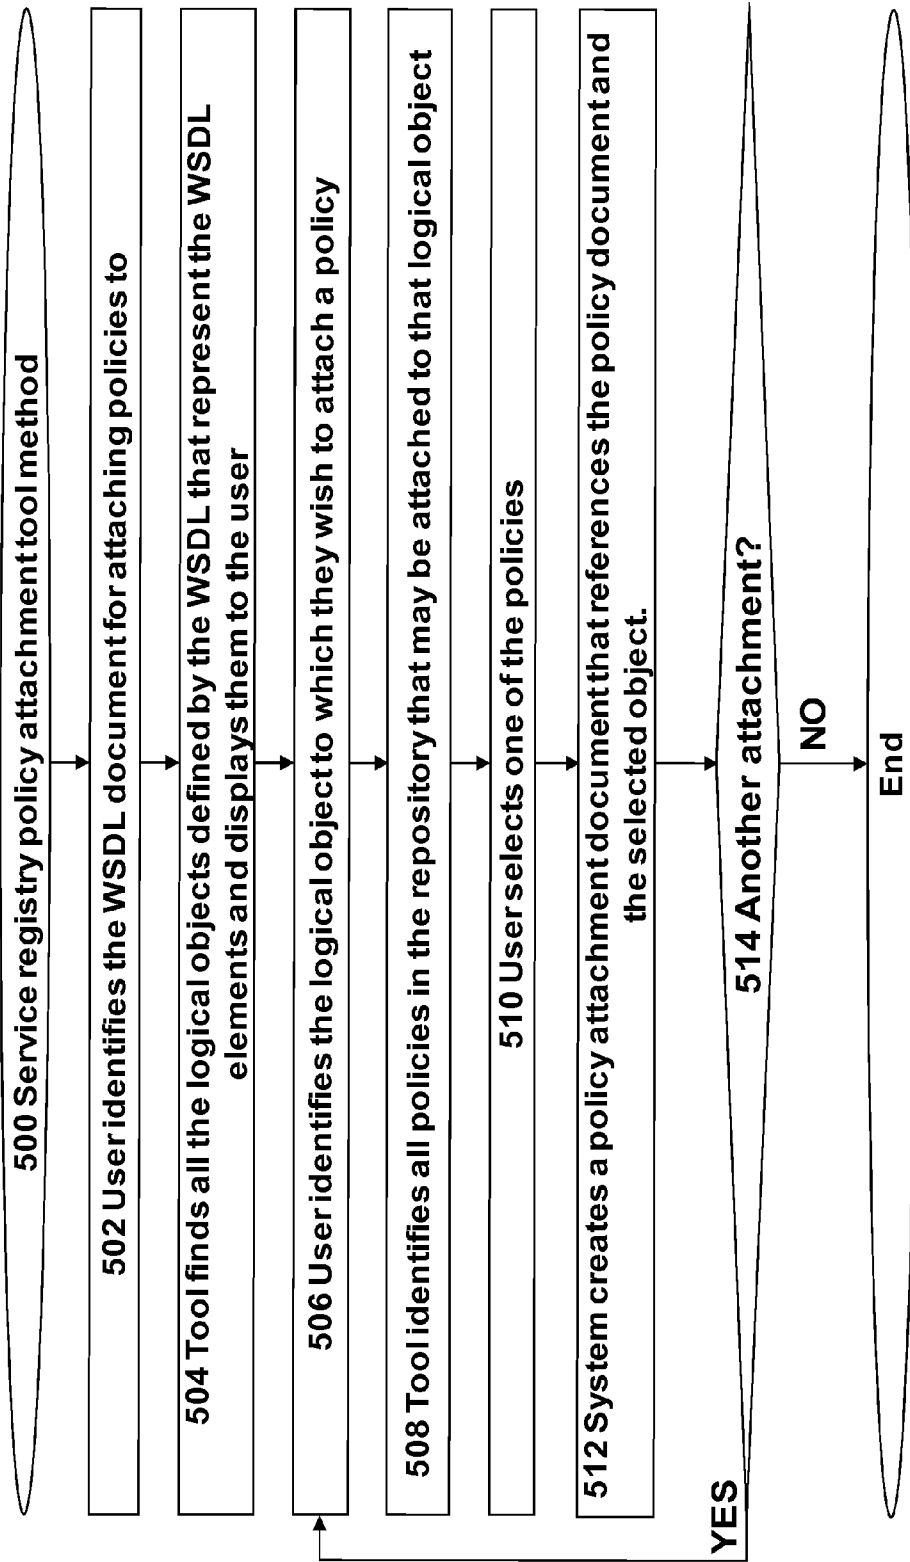 500 Service registry policy attachment tool method
502 User identifies the WSDL document for attaching policies to
504 Tool finds all the logical objects defined by the WSDL that represent the WSDL
elements and displays them to the user
506 User identifies the logical object to which they wish to attach a policy
508 Tool identifies all policies in the repository that may be attached to that logical object
510 User selects one of the policies
512 System creates a policy attachment document that references the policy document and
the selected object.
514 Another attachment?
YES
NO
End